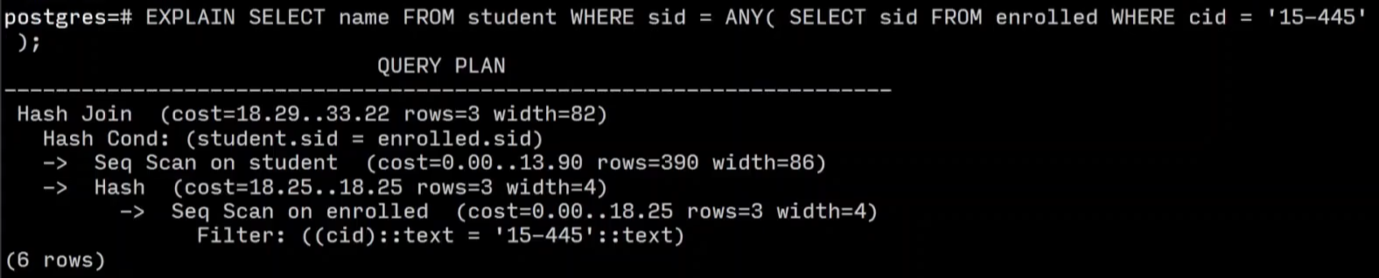 postgres=# EXPLAIN SELECT name FROM student WHERE sid = ANY( SELECT sid FROM enrolled WHERE cid = '15-445'
 );
                             QUERY PLAN
---------------------------------------------------------------------
 Hash Join  (cost=18.29..33.22 rows=3 width=82)
   Hash Cond: (student.sid = enrolled.sid)
   ->  Seq Scan on student  (cost=0.00..13.90 rows=390 width=86)
   ->  Hash  (cost=18.25..18.25 rows=3 width=4)
         ->  Seq Scan on enrolled  (cost=0.00..18.25 rows=3 width=4)
               Filter: ((cid)::text = '15-445'::text)
(6 rows)